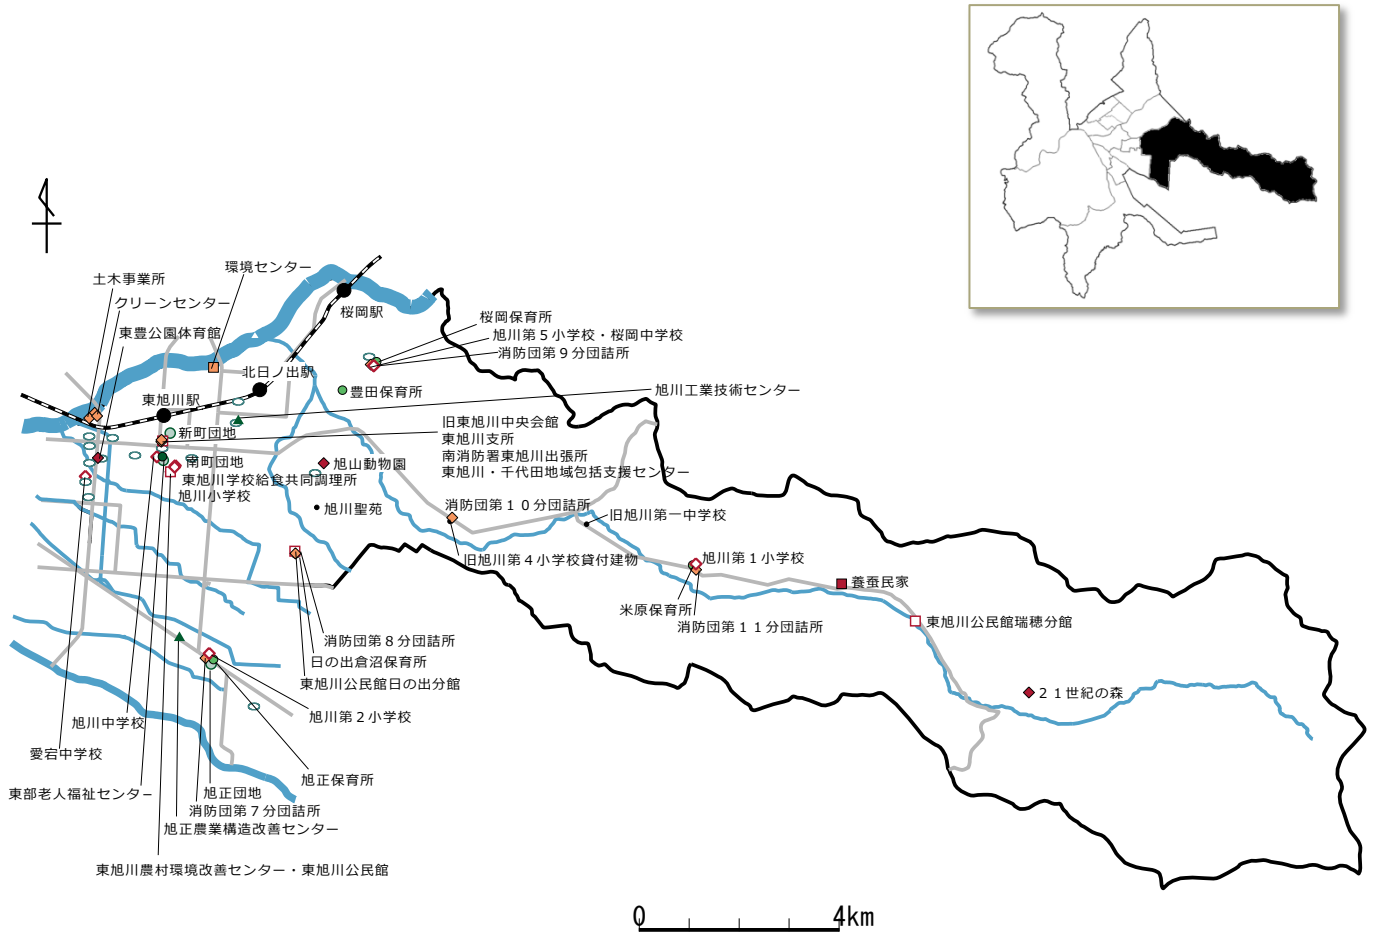 環境センター
土木事業所
クリーンセンター
東豊公園体育館
桜岡駅
桜岡保育所
旭川第５小学校・桜岡中学校
消防団第９分団詰所
北日ノ出駅
東旭川駅
豊田保育所
旭川工業技術センター
新町団地
旧東旭川中央会館
東旭川支所
南消防署東旭川出張所
東旭川・千代田地域包括支援センター
南町団地
旭山動物園
東旭川学校給食共同調理所
旭川小学校
旭川聖苑
消防団第１０分団詰所
旧旭川第一中学校
旧旭川第４小学校貸付建物
旭川第１小学校
養蚕民家
米原保育所
消防団第１１分団詰所
東旭川公民館瑞穂分館
消防団第８分団詰所
日の出倉沼保育所
東旭川公民館日の出分館
２１世紀の森
旭川第２小学校
旭川中学校
愛宕中学校
旭正保育所
東部老人福祉センター
旭正団地
消防団第７分団詰所
旭正農業構造改善センター
東旭川農村環境改善センター・東旭川公民館
0 4km